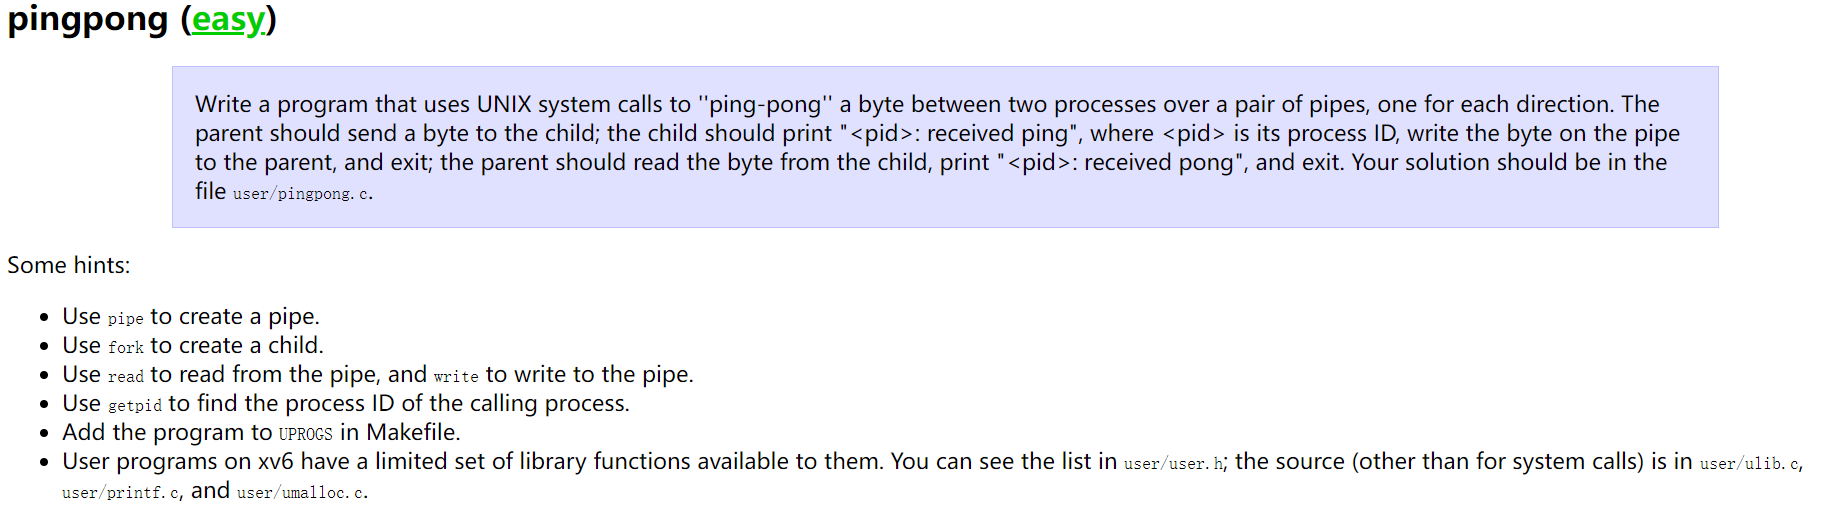 pingpong (easy)
Write a program that uses UNIX system calls to ''ping-pong'' a byte between two processes over a pair of pipes, one for each direction. The
parent should send a byte to the child; the child should print "<pid>: received ping", where <pid> is its process ID, write the byte on the pipe
to the parent, and exit; the parent should read the byte from the child, print "<pid>: received pong", and exit. Your solution should be in the
file user/pingpong.c.
Some hints:
• Use pipe to create a pipe.
• Use fork to create a child.
• Use read to read from the pipe, and write to write to the pipe.
• Use getpid to find the process ID of the calling process.
• Add the program to UPROGS in Makefile.
• User programs on xv6 have a limited set of library functions available to them. You can see the list in user/user.h; the source (other than for system calls) is in user/ulib.c,
user/printf.c, and user/umalloc.c.